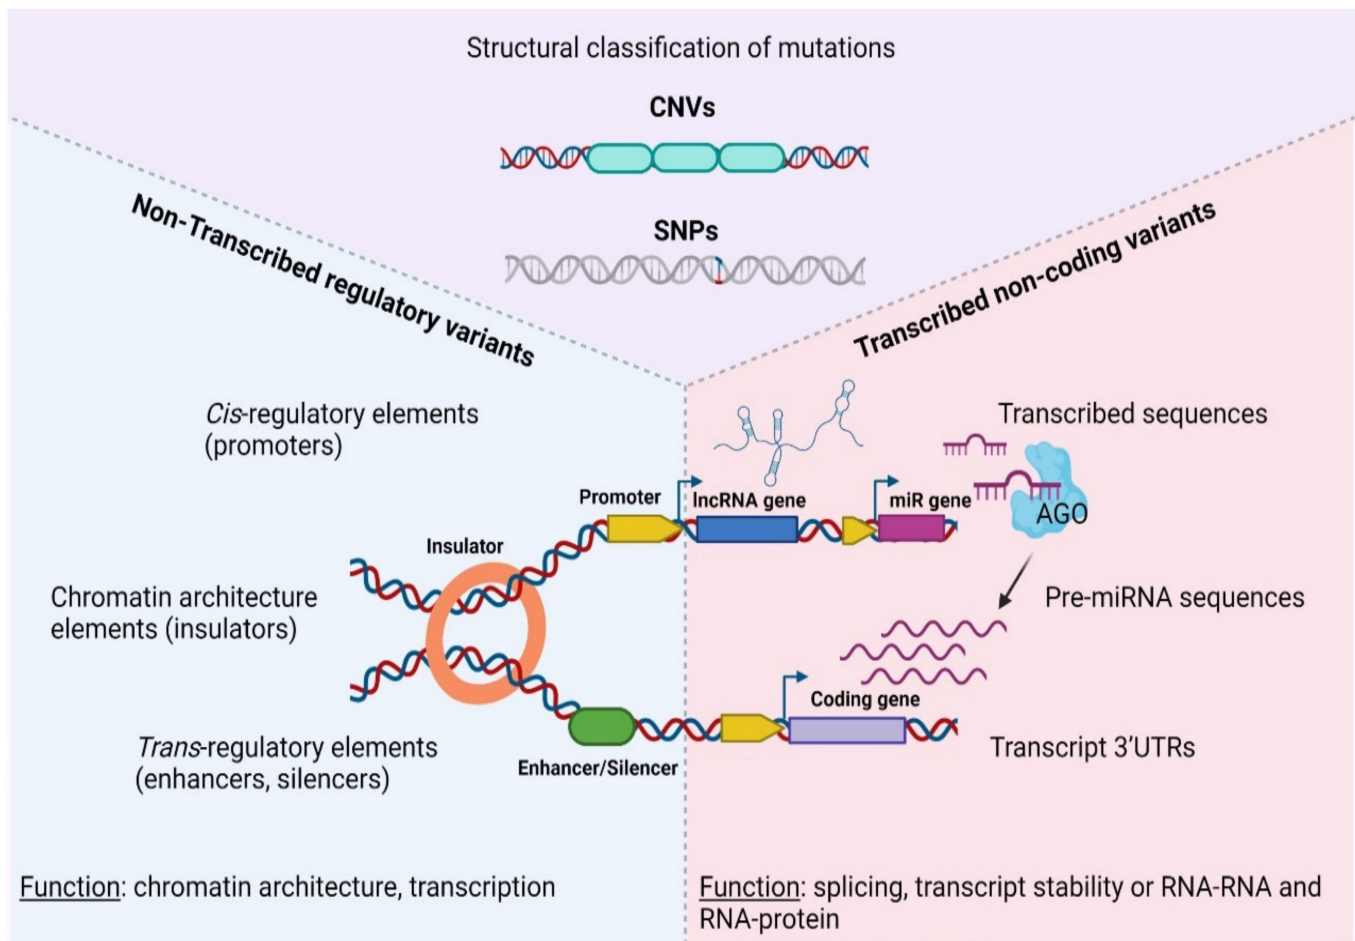 Structural classification of mutations
CNVs
SNPs
Non-Transcribed regulatory variants
Transcribed non-coding variants
Cis-regulatory elements
(promoters)
Transcribed sequences
Promoter
lncRNA gene
miR gene
AGO
Insulator
Chromatin architecture
elements (insulators)
Pre-miRNA sequences
Coding gene
Trans-regulatory elements
(enhancers, silencers)
Enhancer/Silencer
Transcript 3’UTRs
Function: chromatin architecture, transcription
Function: splicing, transcript stability or RNA-RNA and
RNA-protein